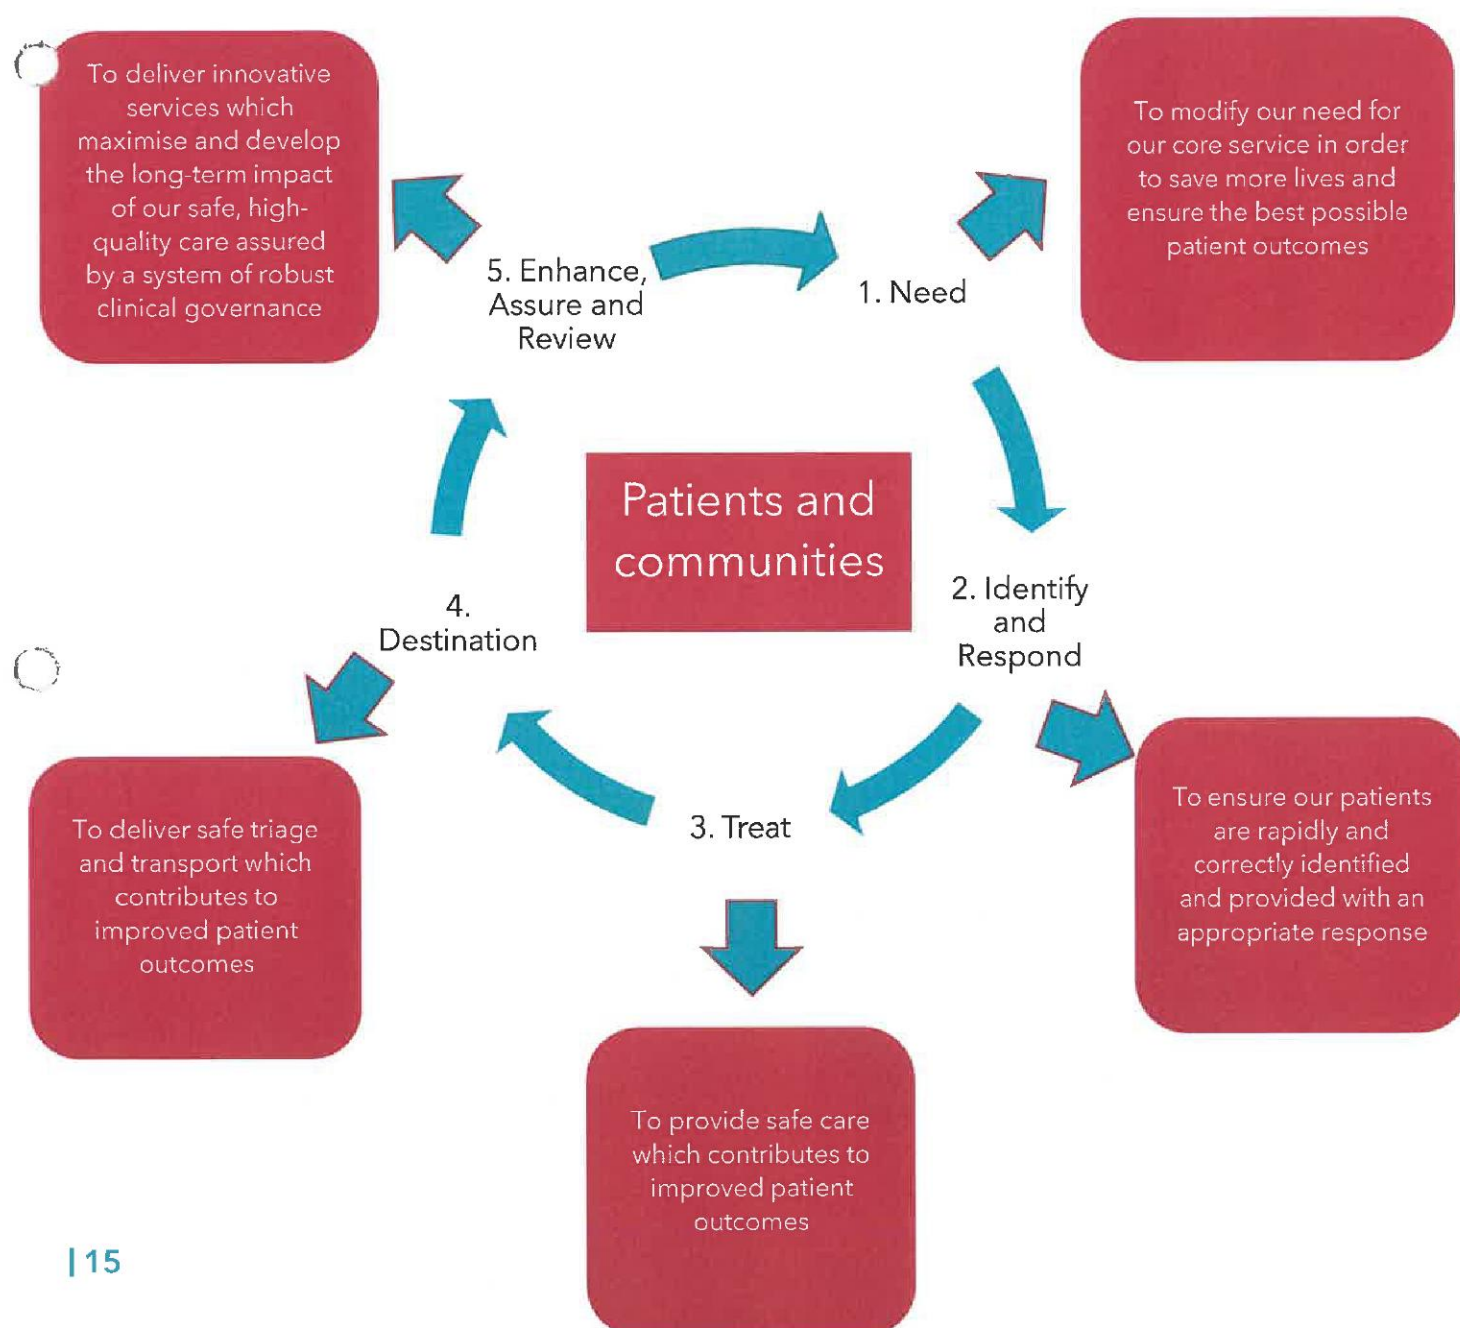 To deliver innovative
services which
maximise and develop
the long-term impact
of our safe, high-
quality care assured
by a system of robust
clinical governance
To modify our need for
our core service in order
to save more lives and
ensure the best possible
patient outcomes
5. Enhance,
Assure and
Review
1. Need
Patients and
communities
2. Identify
and
Respond
4.
Destination
3. Treat
To deliver safe triage
and transport which
contributes to
improved patient
outcomes
To ensure our patients
are rapidly and
correctly identified
and provided with an
appropriate response
To provide safe care
which contributes to
improved patient
outcomes
| 15